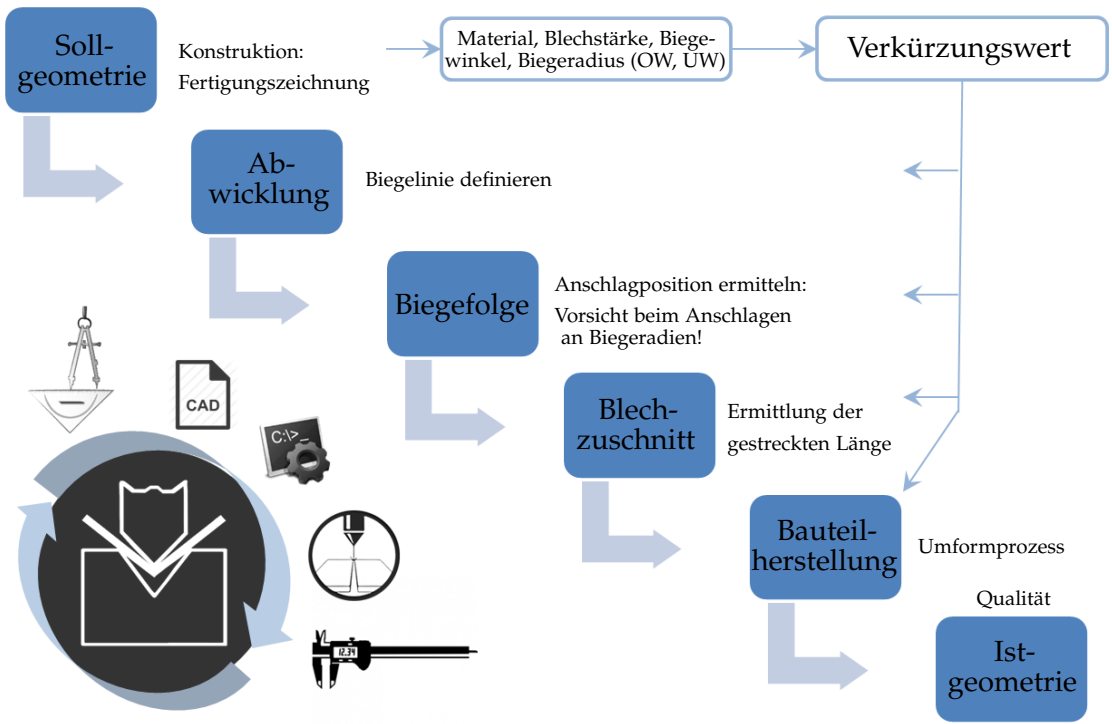 Soll-
geometrie
Konstruktion:
Fertigungszeichnung
Material, Blechstärke, Biege-
winkel, Biegeradius (OW, UW)
Verkürzungswert
Ab-
wicklung
Biegelinie definieren
Biegefolge
Anschlagposition ermitteln:
Vorsicht beim Anschlagen
an Biegeradien!
CAD
C:\>_
Blech-
zuschnitt
Ermittlung der
gestreckten Länge
Bauteil-
herstellung
Umformprozess
12.34
Qualität
Ist-
geometrie